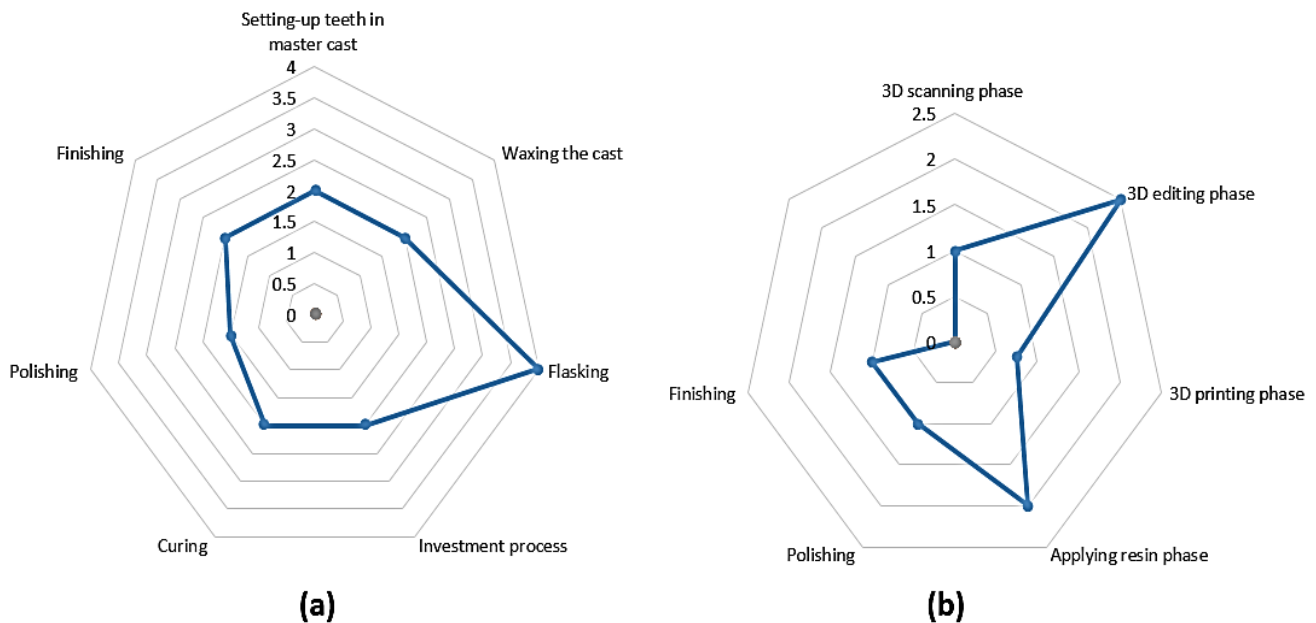 Setting-up teeth in
master cast
4
3.5
3
2.5
2
1.5
1
0.5
0
Waxing the cast
Flasking
Investment process
Curing
Polishing
Finishing
(a)
3D scanning phase
2.5
2
1.5
1
0.5
0
3D editing phase
3D printing phase
Applying resin phase
Polishing
Finishing
(b)